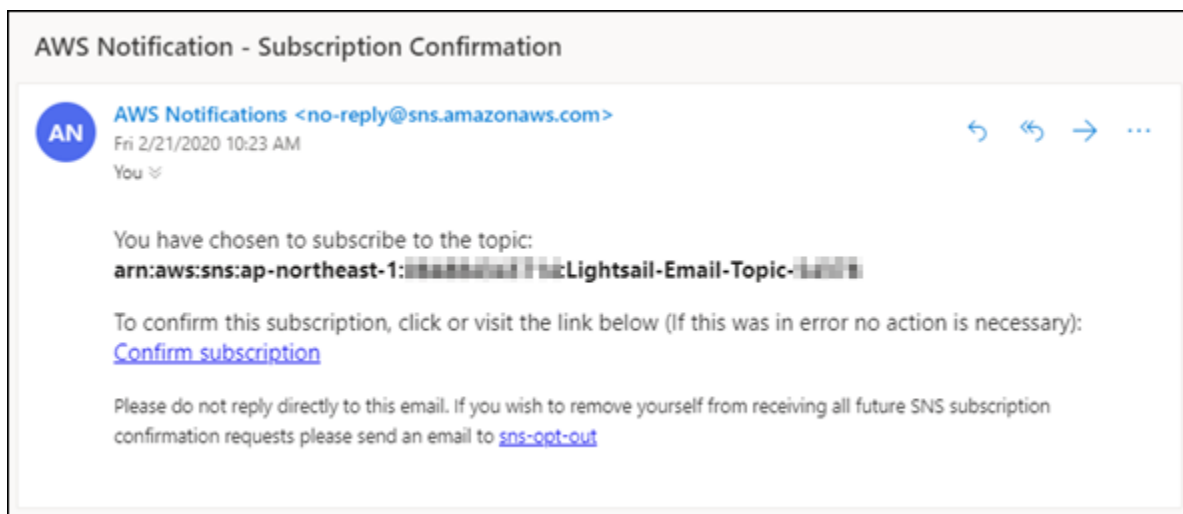 AWS Notification - Subscription Confirmation
AN
AWS Notifications <no-reply@sns.amazonaws.com>
Fri 2/21/2020 10:23 AM
You
You have chosen to subscribe to the topic:
arn:aws:sns:ap-northeast-1: :Lightsail-Email-Topic-
To confirm this subscription, click or visit the link below (If this was in error no action is necessary):
Confirm subscription
Please do not reply directly to this email. If you wish to remove yourself from receiving all future SNS subscription
confirmation requests please send an email to sns-opt-out